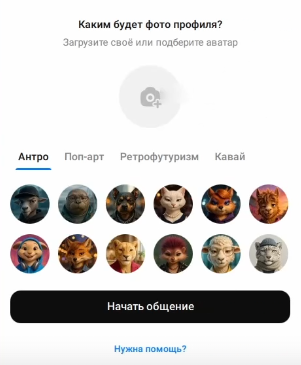 Каким будет фото профиля?
Загрузите своё или подберите аватар
Антро Поп-арт Ретрофутуризм Кавай
Начать общение
Нужна помощь?